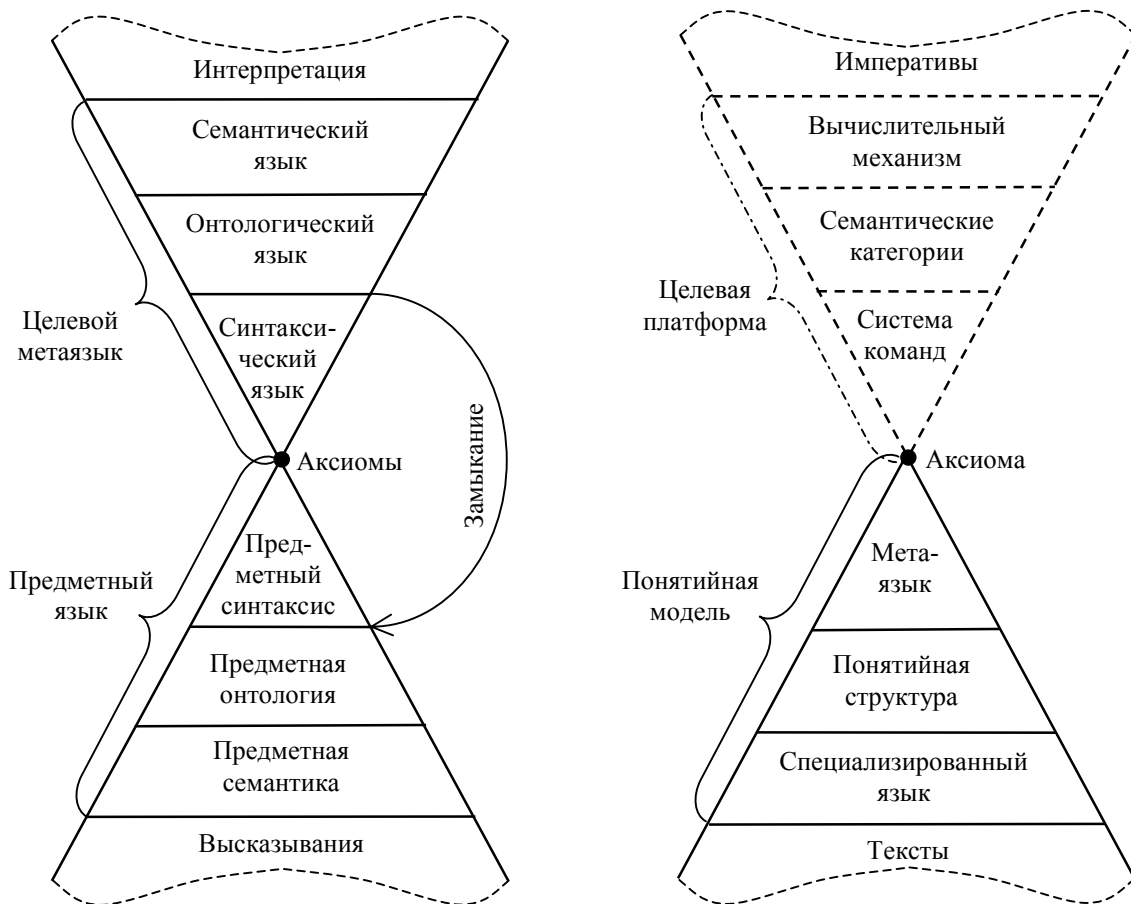 Интерпретация
Семантический
язык
Онтологический
язык
Синтакси-
ческий
язык
Целевой
метаязык
Аксиомы
Замыкание
Пред-
метный
синтаксис
Предметный
язык
Предметная
онтология
Предметная
семантика
Высказывания
Императивы
Вычислительный
механизм
Семантические
категории
Система
команд
Целевая
платформа
Аксиома
Мета-
язык
Понятийная
модель
Понятийная
структура
Специализированный
язык
Тексты